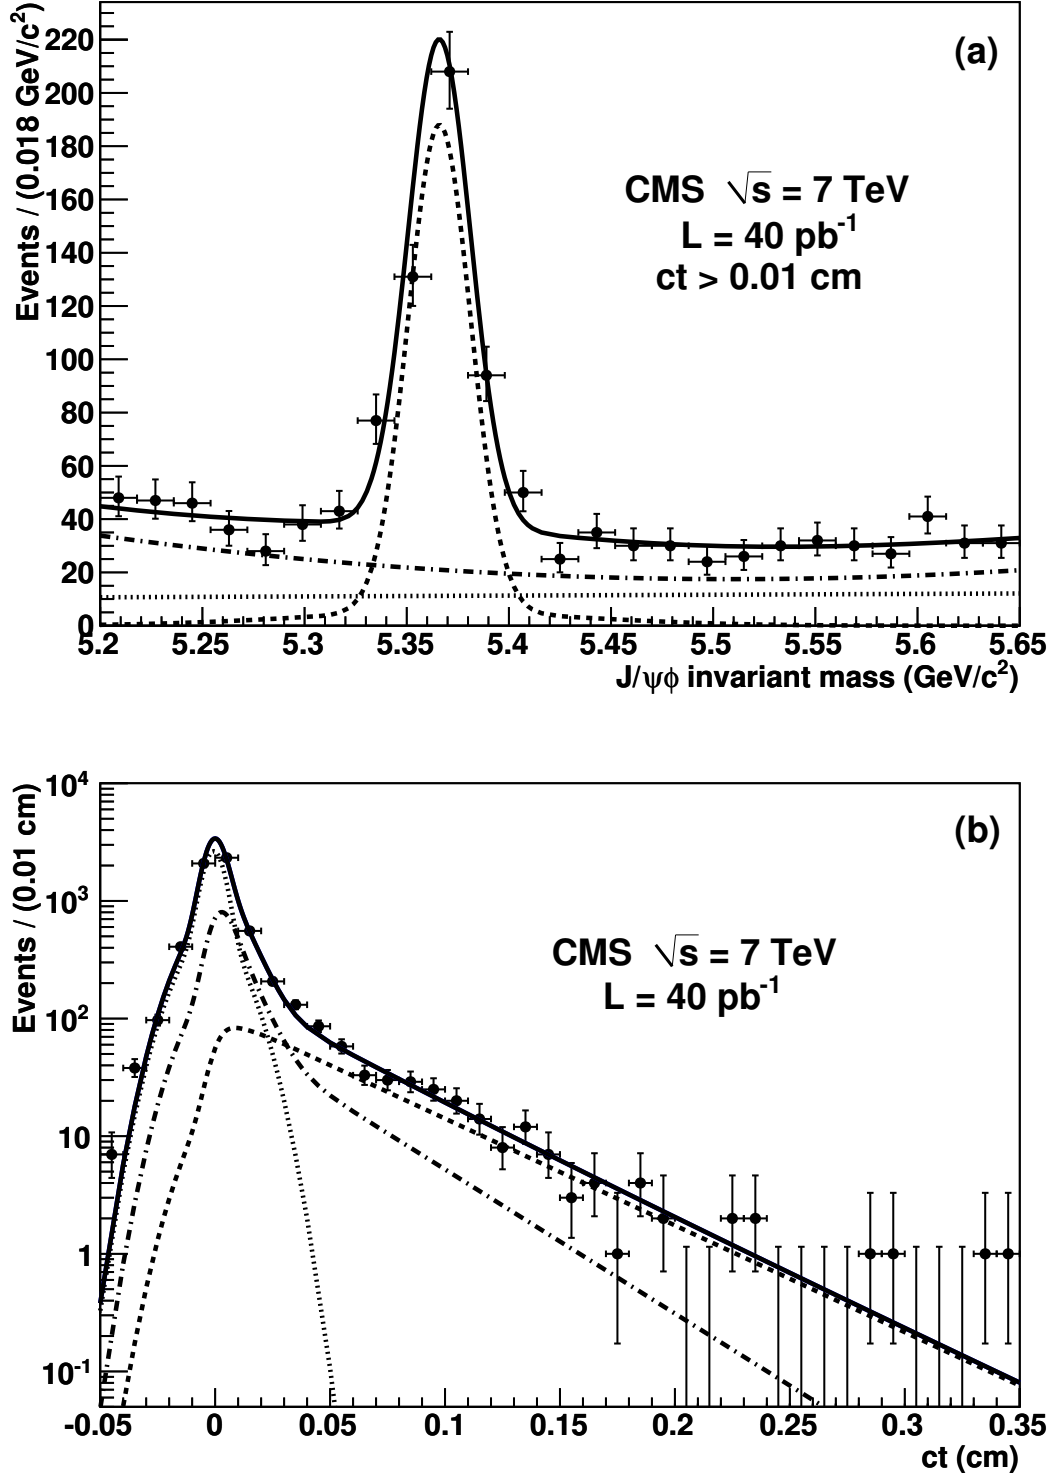 (a)
Events / (0.018 GeV/c²)
220
200
180
160
140
120
100
80
60
40
20
0
CMS √s = 7 TeV
L = 40 pb⁻¹
ct > 0.01 cm
5.2 5.25 5.3 5.35 5.4 5.45 5.5 5.55 5.6 5.65
J/ψϕ invariant mass (GeV/c²)
(b)
Events / (0.01 cm)
10⁴
10³
10²
10
1
10⁻¹
CMS √s = 7 TeV
L = 40 pb⁻¹
-0.05 0 0.05 0.1 0.15 0.2 0.25 0.3 0.35
ct (cm)